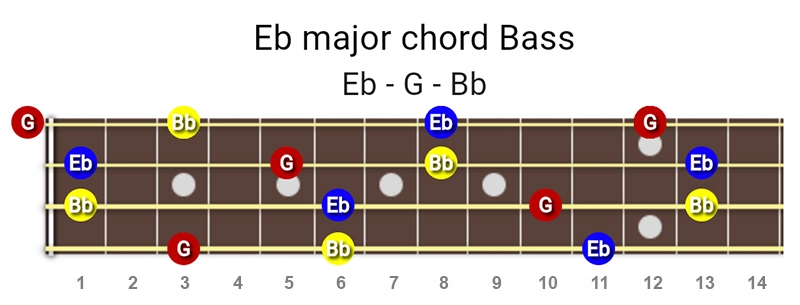 Eb major chord Bass
Eb - G - Bb
G Bb Eb G
Eb G Bb Eb
Bb Eb G Bb
G Bb Eb
1 2 3 4 5 6 7 8 9 10 11 12 13 14